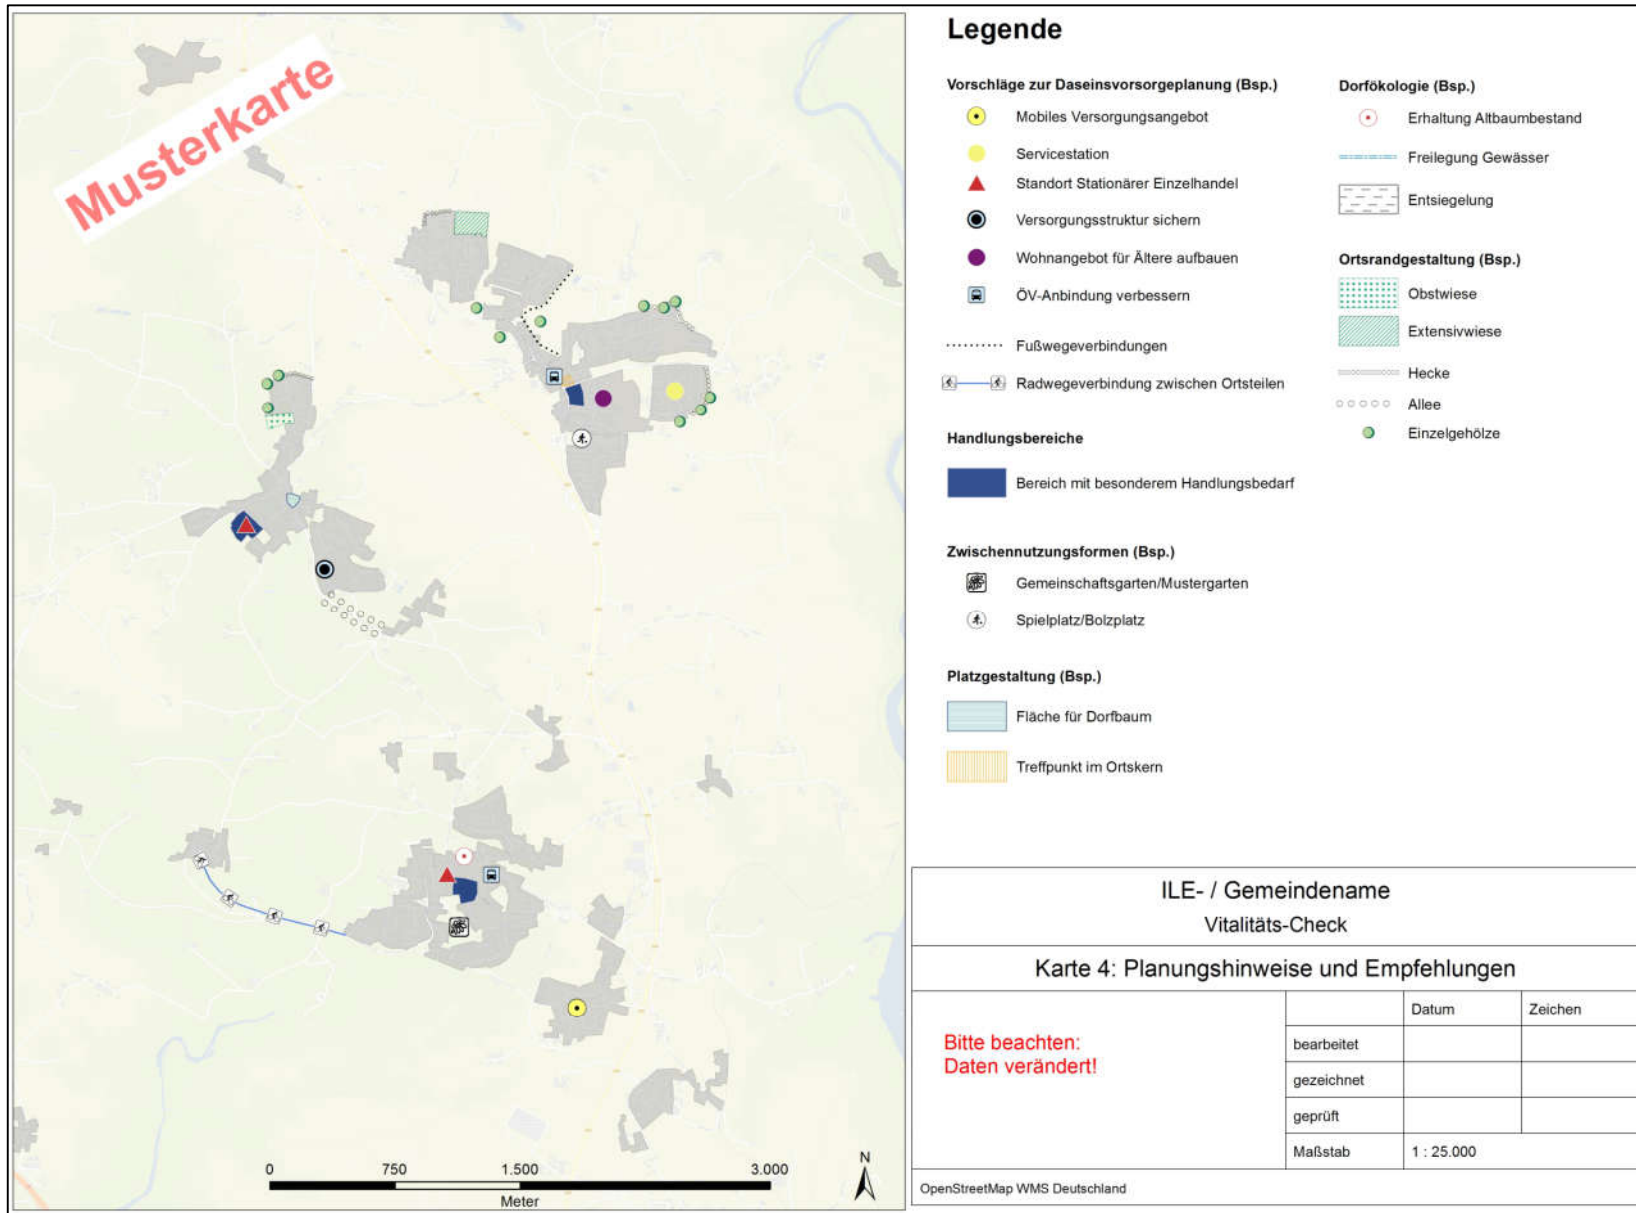 Musterkarte
0 750 1.500 3.000
Meter
N
Legende
Vorschläge zur Daseinsvorsorgeplanung (Bsp.)
Mobiles Versorgungsangebot
Servicestation
Standort Stationärer Einzelhandel
Versorgungsstruktur sichern
Wohnangebot für Ältere aufbauen
ÖV-Anbindung verbessern
Fußwegeverbindungen
Radwegeverbindung zwischen Ortsteilen
Handlungsbereiche
Bereich mit besonderem Handlungsbedarf
Zwischennutzungsformen (Bsp.)
Gemeinschaftsgarten/Mustergarten
Spielplatz/Bolzplatz
Platzgestaltung (Bsp.)
Fläche für Dorfbaum
Treffpunkt im Ortskern
Dorfökologie (Bsp.)
Erhaltung Altbaumbestand
Freilegung Gewässer
Entsiegelung
Ortsrandgestaltung (Bsp.)
Obstwiese
Extensivwiese
Hecke
Allee
Einzelgehölze
ILE- / Gemeindename
Vitalitäts-Check
Karte 4: Planungshinweise und Empfehlungen
Bitte beachten:
Daten verändert!
Datum Zeichen
bearbeitet
gezeichnet
geprüft
Maßstab 1 : 25.000
OpenStreetMap WMS Deutschland